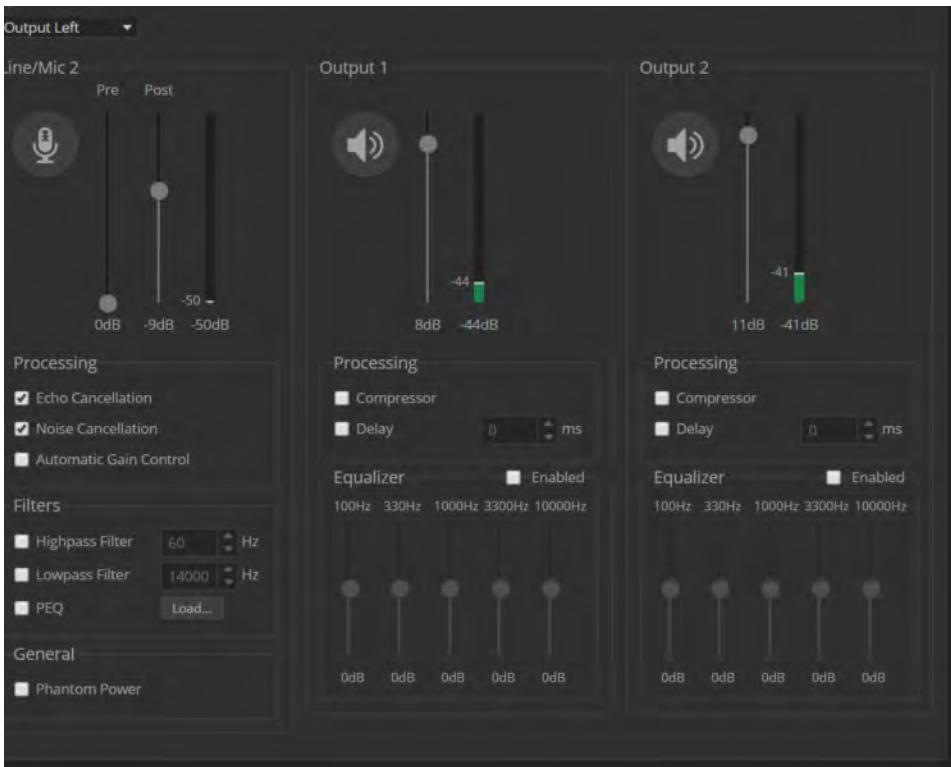 Output Left
Line/Mic 2
Pre Post
-50
0dB -9dB -50dB
Processing
Echo Cancellation
Noise Cancellation
Automatic Gain Control
Filters
Highpass Filter 60 Hz
Lowpass Filter 14000 Hz
PEQ Load...
General
Phantom Power
Output 1
-44
8dB -44dB
Processing
Compressor
Delay 0 ms
Equalizer Enabled
100Hz 330Hz 1000Hz 3300Hz 10000Hz
0dB 0dB 0dB 0dB 0dB
Output 2
-41
11dB -41dB
Processing
Compressor
Delay 0 ms
Equalizer Enabled
100Hz 330Hz 1000Hz 3300Hz 10000Hz
0dB 0dB 0dB 0dB 0dB